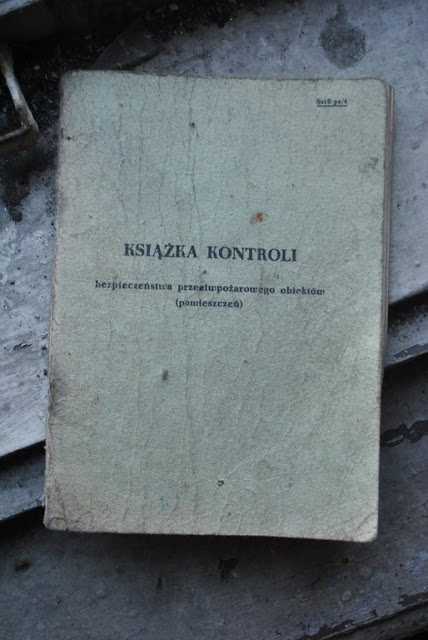 KSIĄŻKA KONTROLI
bezpieczeństwa przeciwpożarowego obiektów
(pomieszczeń)